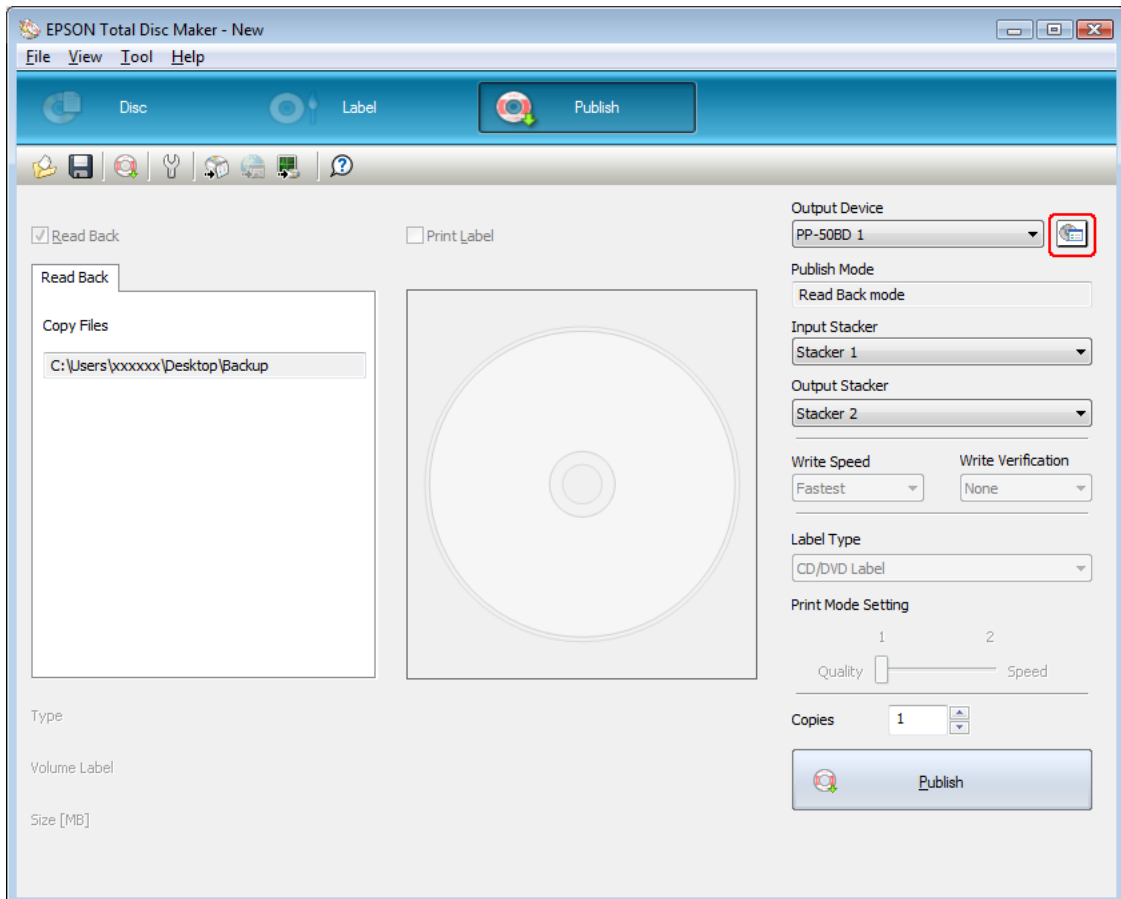 EPSON Total Disc Maker - New
File View Tool Help
Disc Label Publish
Read Back
Print Label
Read Back
Copy Files
C:\Users\xxxxxx\Desktop\Backup
Type
Volume Label
Size [MB]
Output Device
PP-50BD 1
Publish Mode
Read Back mode
Input Stacker
Stacker 1
Output Stacker
Stacker 2
Write Speed Write Verification
Fastest None
Label Type
CD/DVD Label
Print Mode Setting
1 2
Quality Speed
Copies 1
Publish